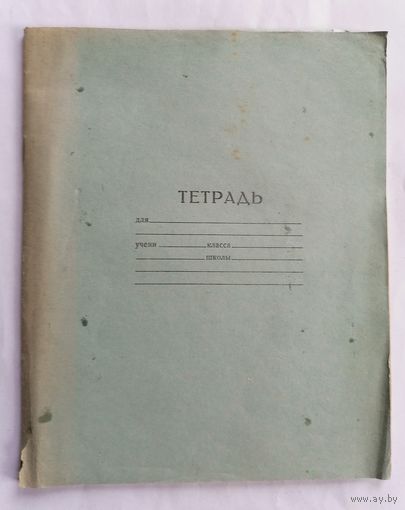 ТЕТРАДЬ
для
учени класса
школы
www.ay.by